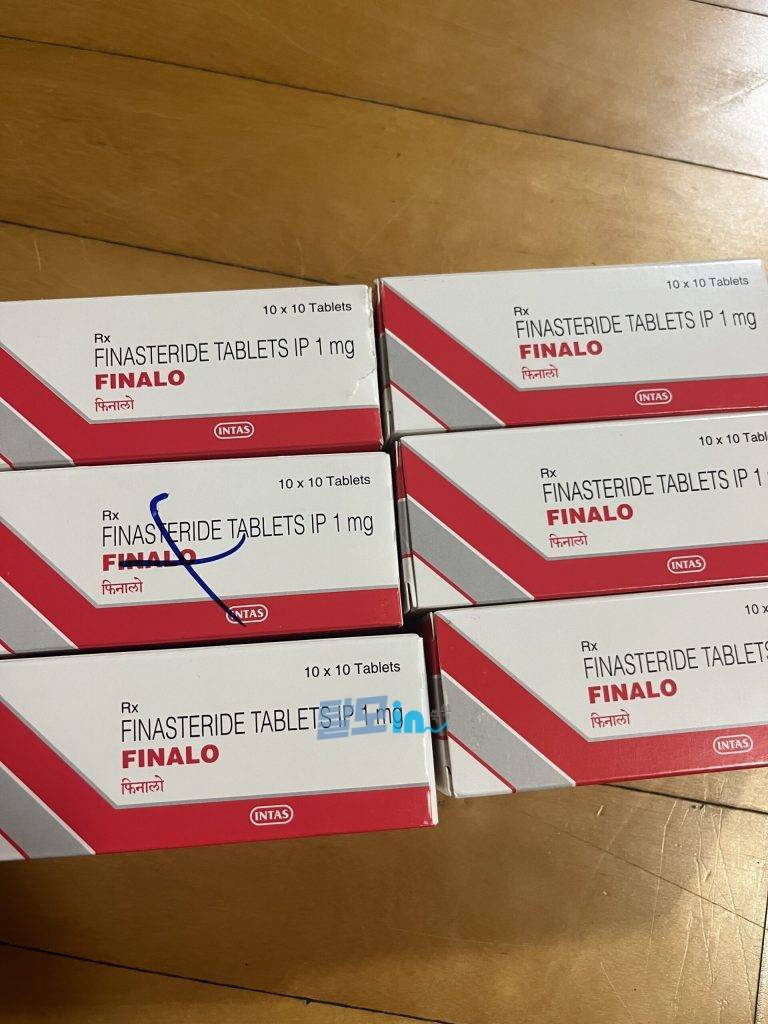 10 x 10 Tablets
Rx
FINASTERIDE TABLETS IP 1 mg
FINALO
फिनालो
INTAS
10 x 10 Tablets
Rx
FINASTERIDE TABLETS IP 1 mg
FINALO
फिनालो
INTAS
10 x 10 Tablets
Rx
FINASTERIDE TABLETS IP 1 mg
FINALO
फिनालो
INTAS
10 x 10 Tablets
Rx
FINASTERIDE TABLETS IP 1 mg
FINALO
फिनालो
INTAS
10 x 10 Tabl
Rx
FINASTERIDE TABLETS IP 1
FINALO
फिनालो
INTAS
10 x
Rx
FINASTERIDE TABLETS
FINALO
फिनालो
INTAS
in